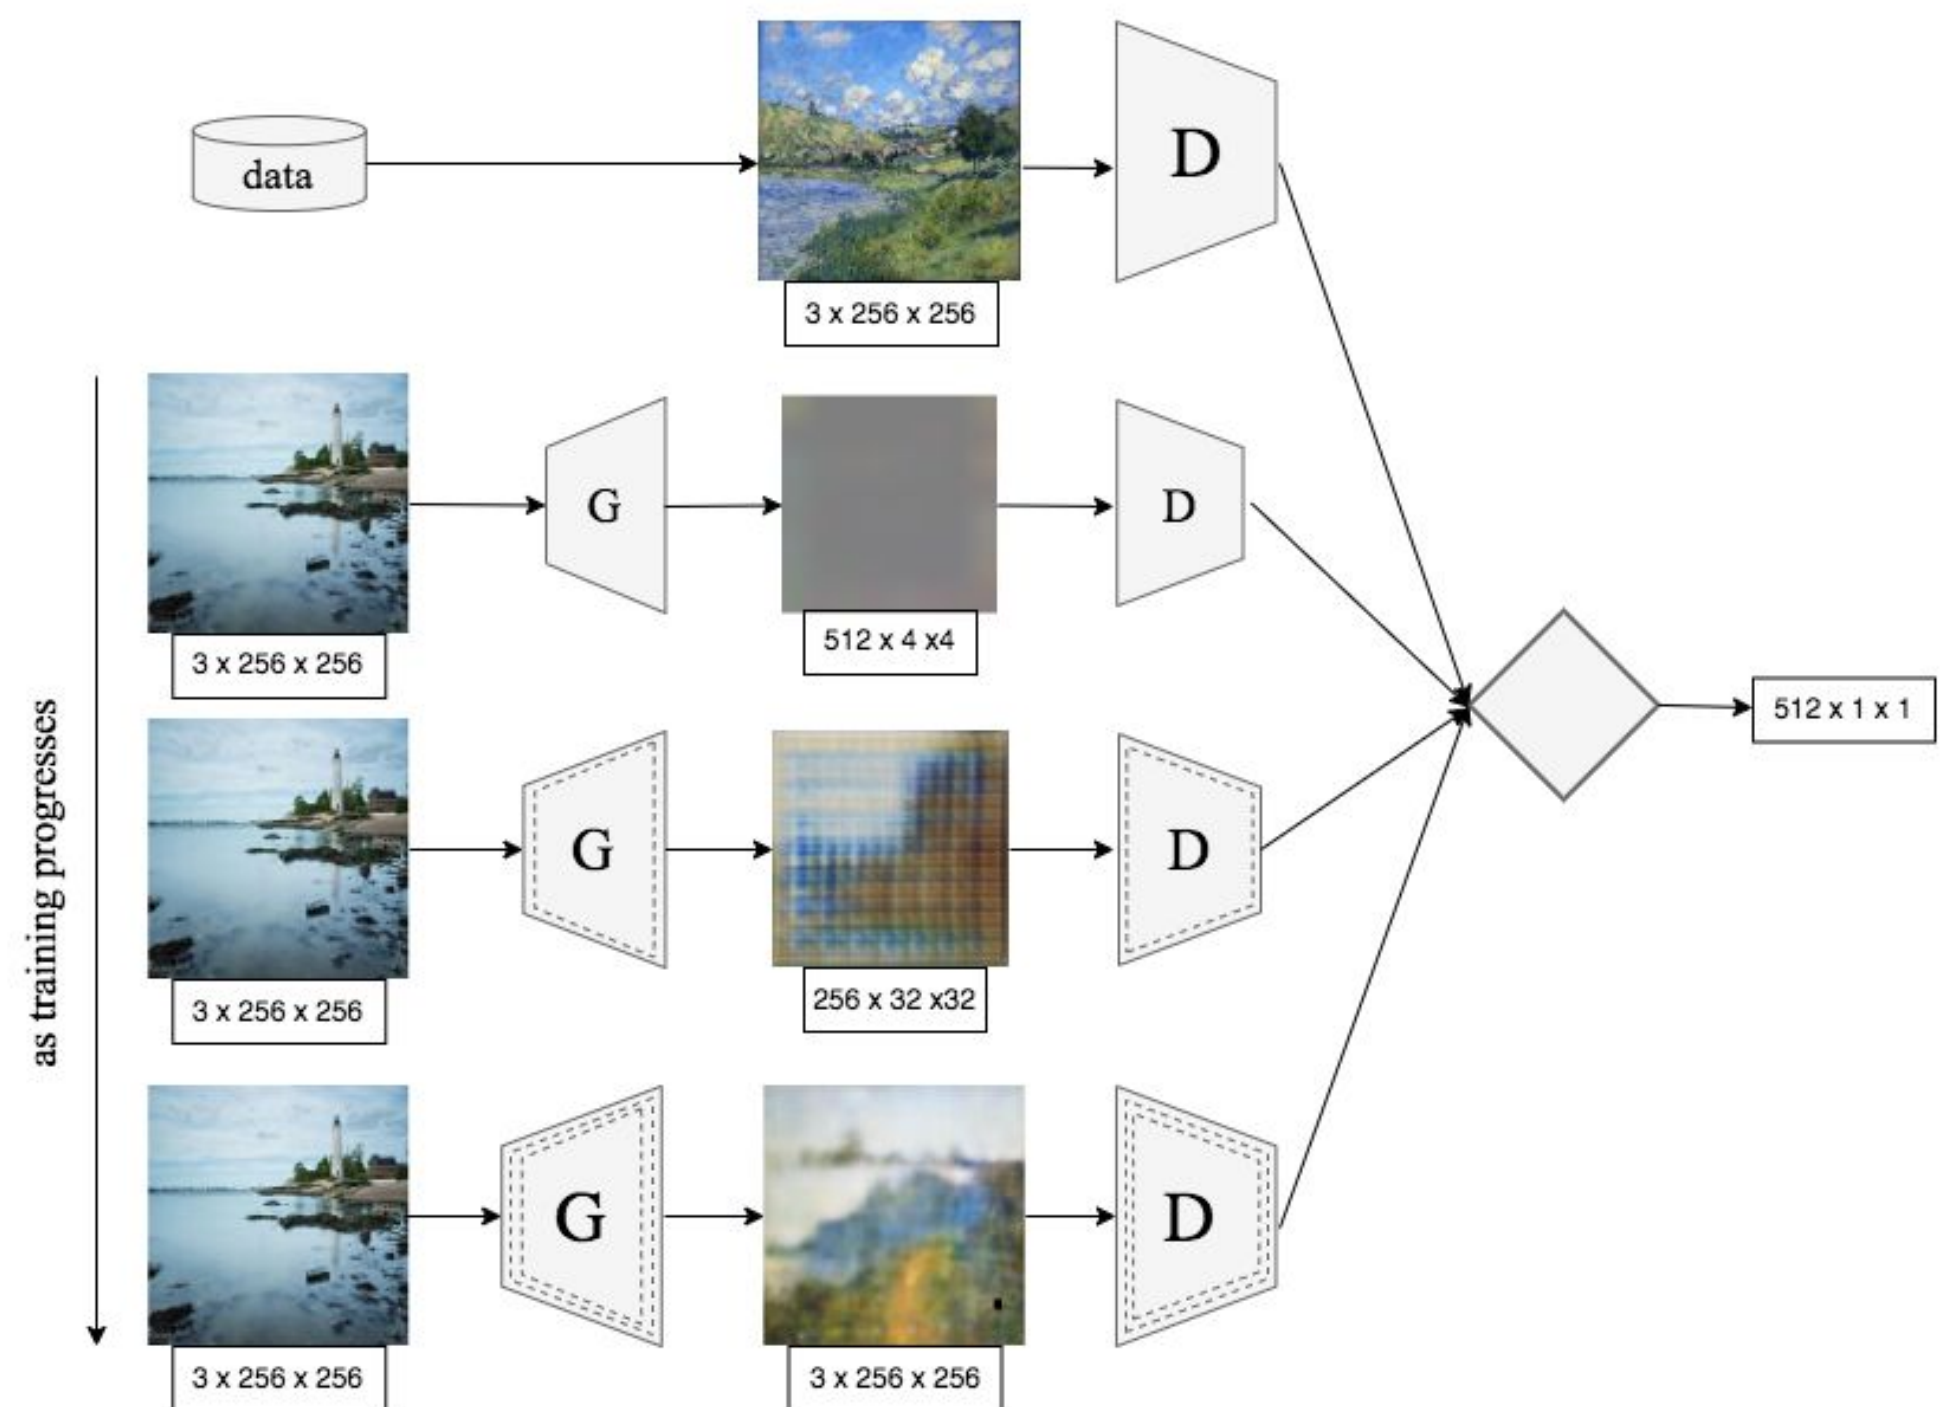 data
3 x 256 x 256
D
3 x 256 x 256
G
512 x 4 x4
D
as training progresses
3 x 256 x 256
G
256 x 32 x32
D
512 x 1 x 1
3 x 256 x 256
G
3 x 256 x 256
D